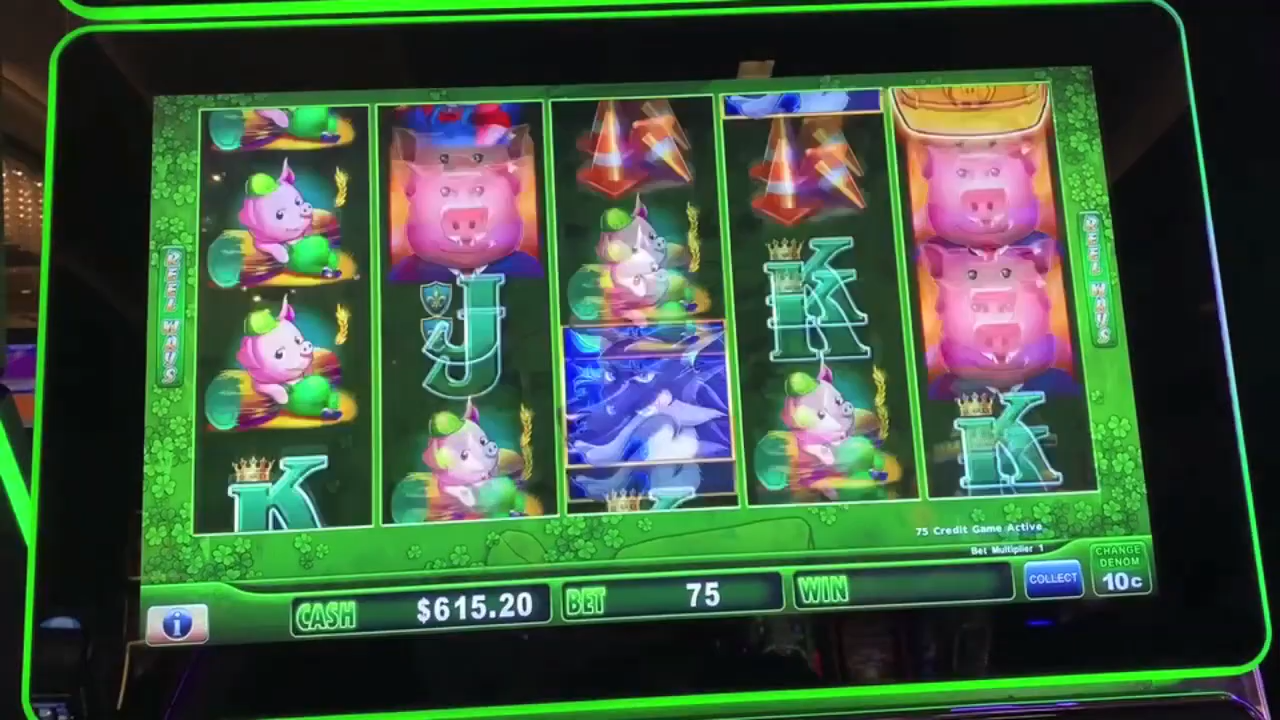 REEL WAYS
REEL WAYS
J
K
K
K
75 Credit Game Active
Bet Multiplier 1
CASH $615.20
BET 75
WIN
COLLECT
CHANGE
DENOM
10¢
i